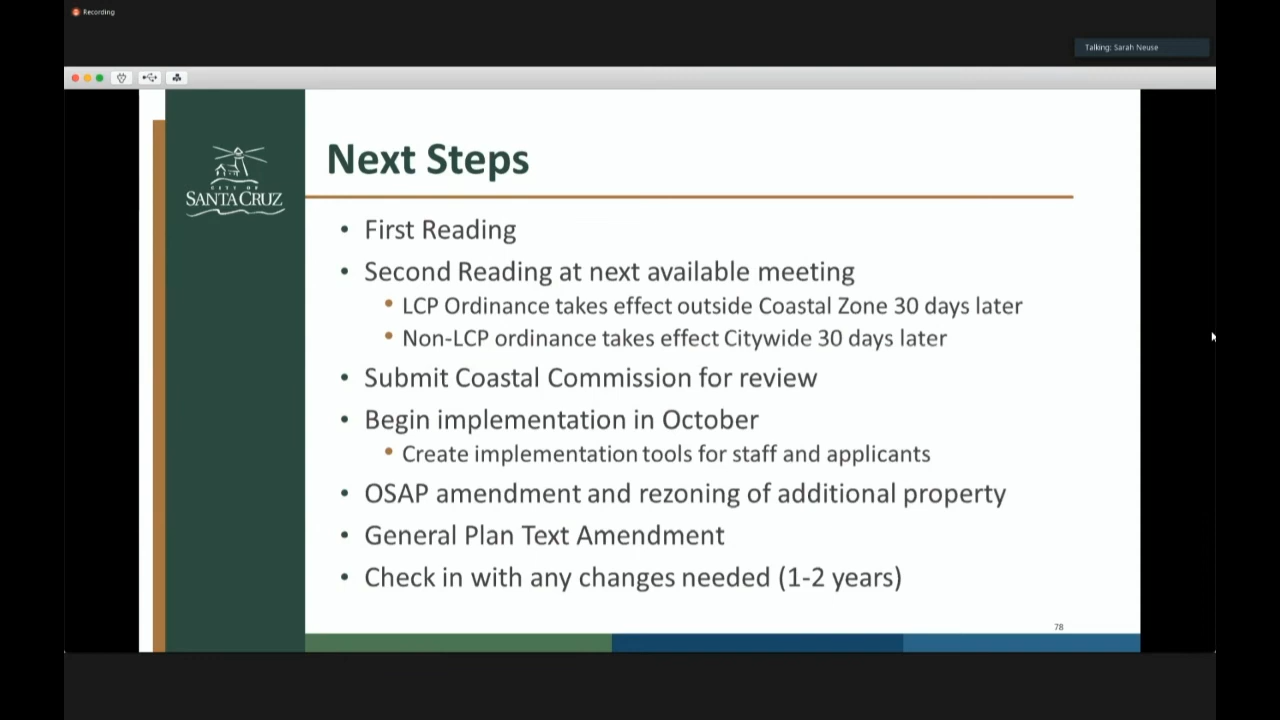 Recording
Talking: Sarah Neuse
CITY OF
SANTA CRUZ
Next Steps
• First Reading
• Second Reading at next available meeting
• LCP Ordinance takes effect outside Coastal Zone 30 days later
• Non-LCP ordinance takes effect Citywide 30 days later
• Submit Coastal Commission for review
• Begin implementation in October
• Create implementation tools for staff and applicants
• OSAP amendment and rezoning of additional property
• General Plan Text Amendment
• Check in with any changes needed (1-2 years)
78